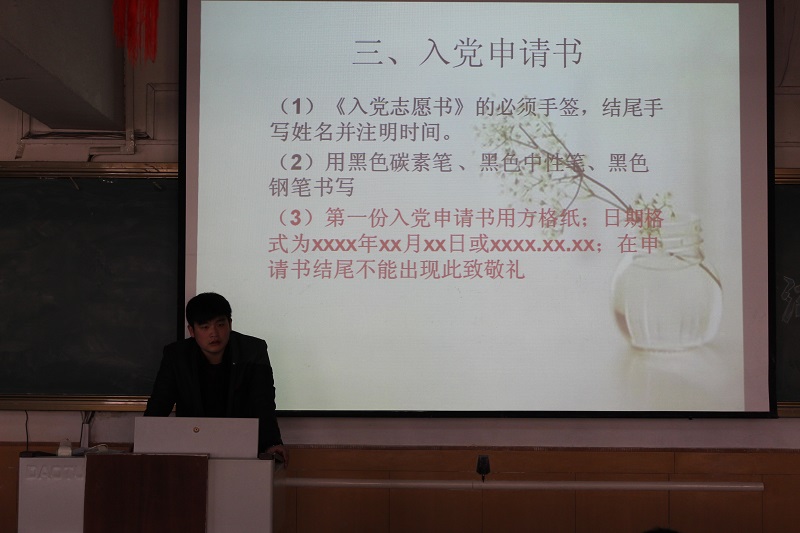 三、入党申请书
（1）《入党志愿书》的必须手签，结尾手
写姓名并注明时间。
（2）用黑色碳素笔、黑色中性笔、黑色
钢笔书写
（3）第一份入党申请书用方格纸；日期格
式为xxxx年xx月xx日或xxxx.xx.xx；在申
请书结尾不能出现此致敬礼